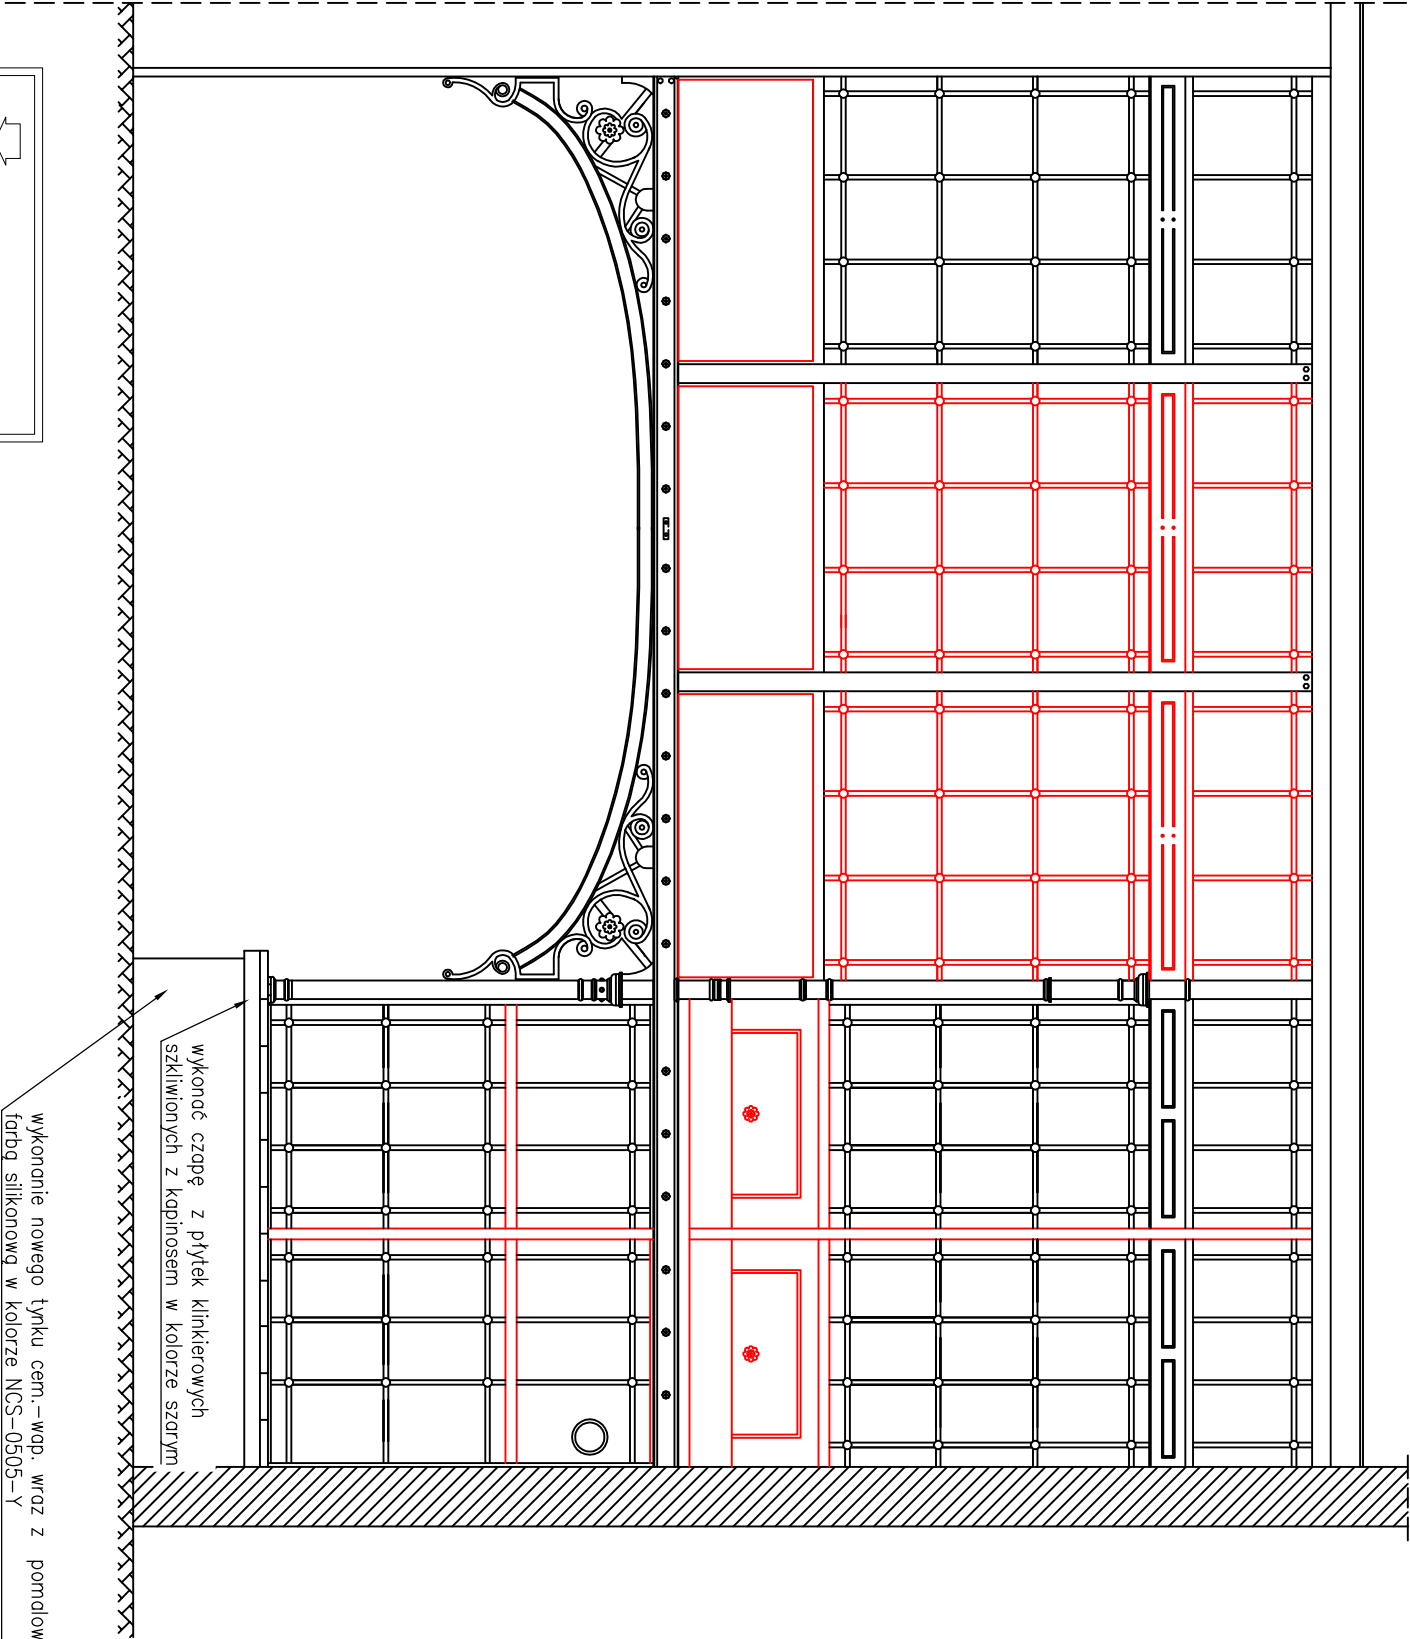 wykonać czapę z płytek klinkierowych
szkliwionych z kapinosem w kolorze szarym
wykonanie nowego tynku cem.-wap. wraz z pomalow
farbą silikonową w kolorze NCS-0505-Y